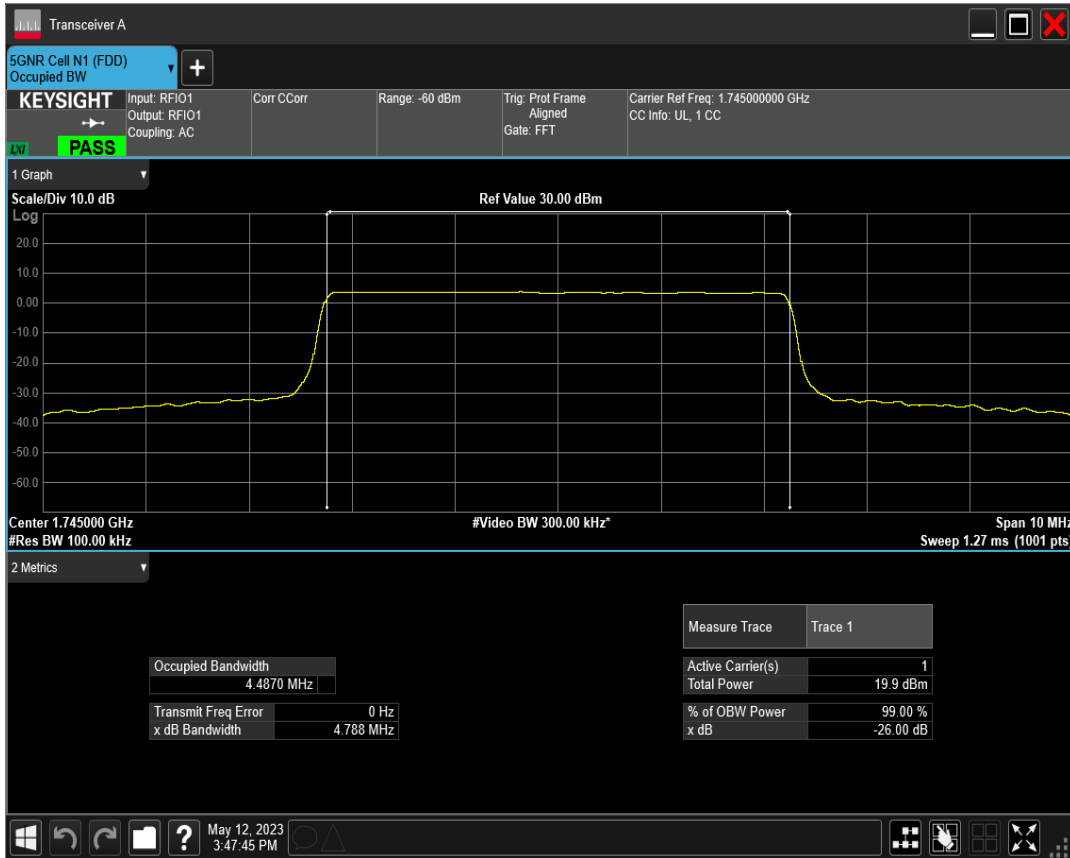 Transceiver A
5GNR Cell N1 (FDD)
Occupied BW
KEYSIGHT
LXI
PASS
Input: RFIO1
Output: RFIO1
Coupling: AC
Corr CCorr
Range: -60 dBm
Trig: Prot Frame
Aligned
Gate: FFT
Carrier Ref Freq: 1.745000000 GHz
CC Info: UL, 1 CC
1 Graph
Scale/Div 10.0 dB
Ref Value 30.00 dBm
Log
20.0
10.0
0.00
-10.0
-20.0
-30.0
-40.0
-50.0
-60.0
Center 1.745000 GHz
#Video BW 300.00 kHz*
Span 10 MHz
#Res BW 100.00 kHz
Sweep 1.27 ms (1001 pts)
2 Metrics
Measure Trace Trace 1
Occupied Bandwidth
4.4870 MHz
Active Carrier(s) 1
Total Power 19.9 dBm
Transmit Freq Error 0 Hz
x dB Bandwidth 4.788 MHz
% of OBW Power 99.00 %
x dB -26.00 dB
?
May 12, 2023
3:47:45 PM